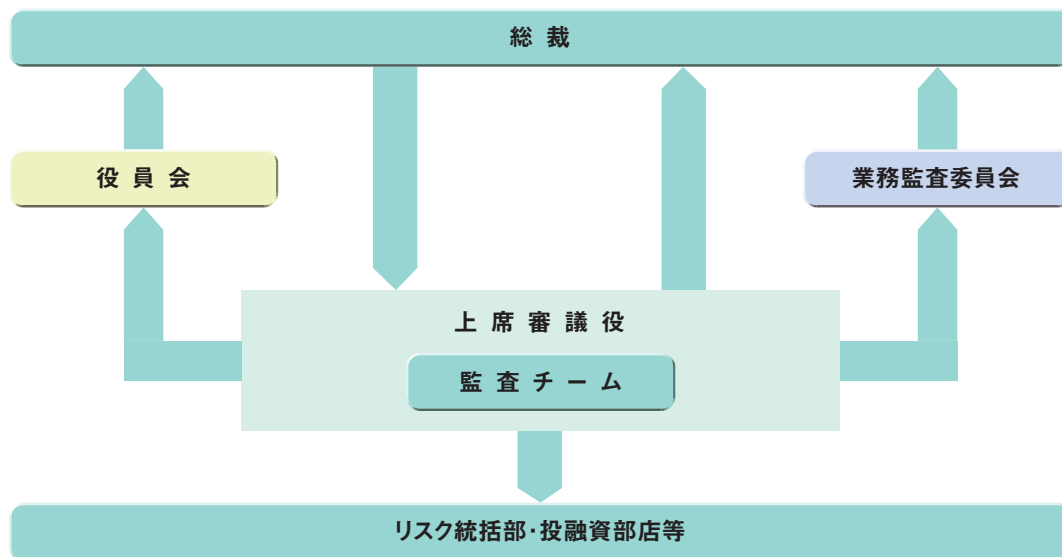 総裁
役員会
業務監査委員会
上席審議役
監査チーム
リスク統括部・投融資部店等